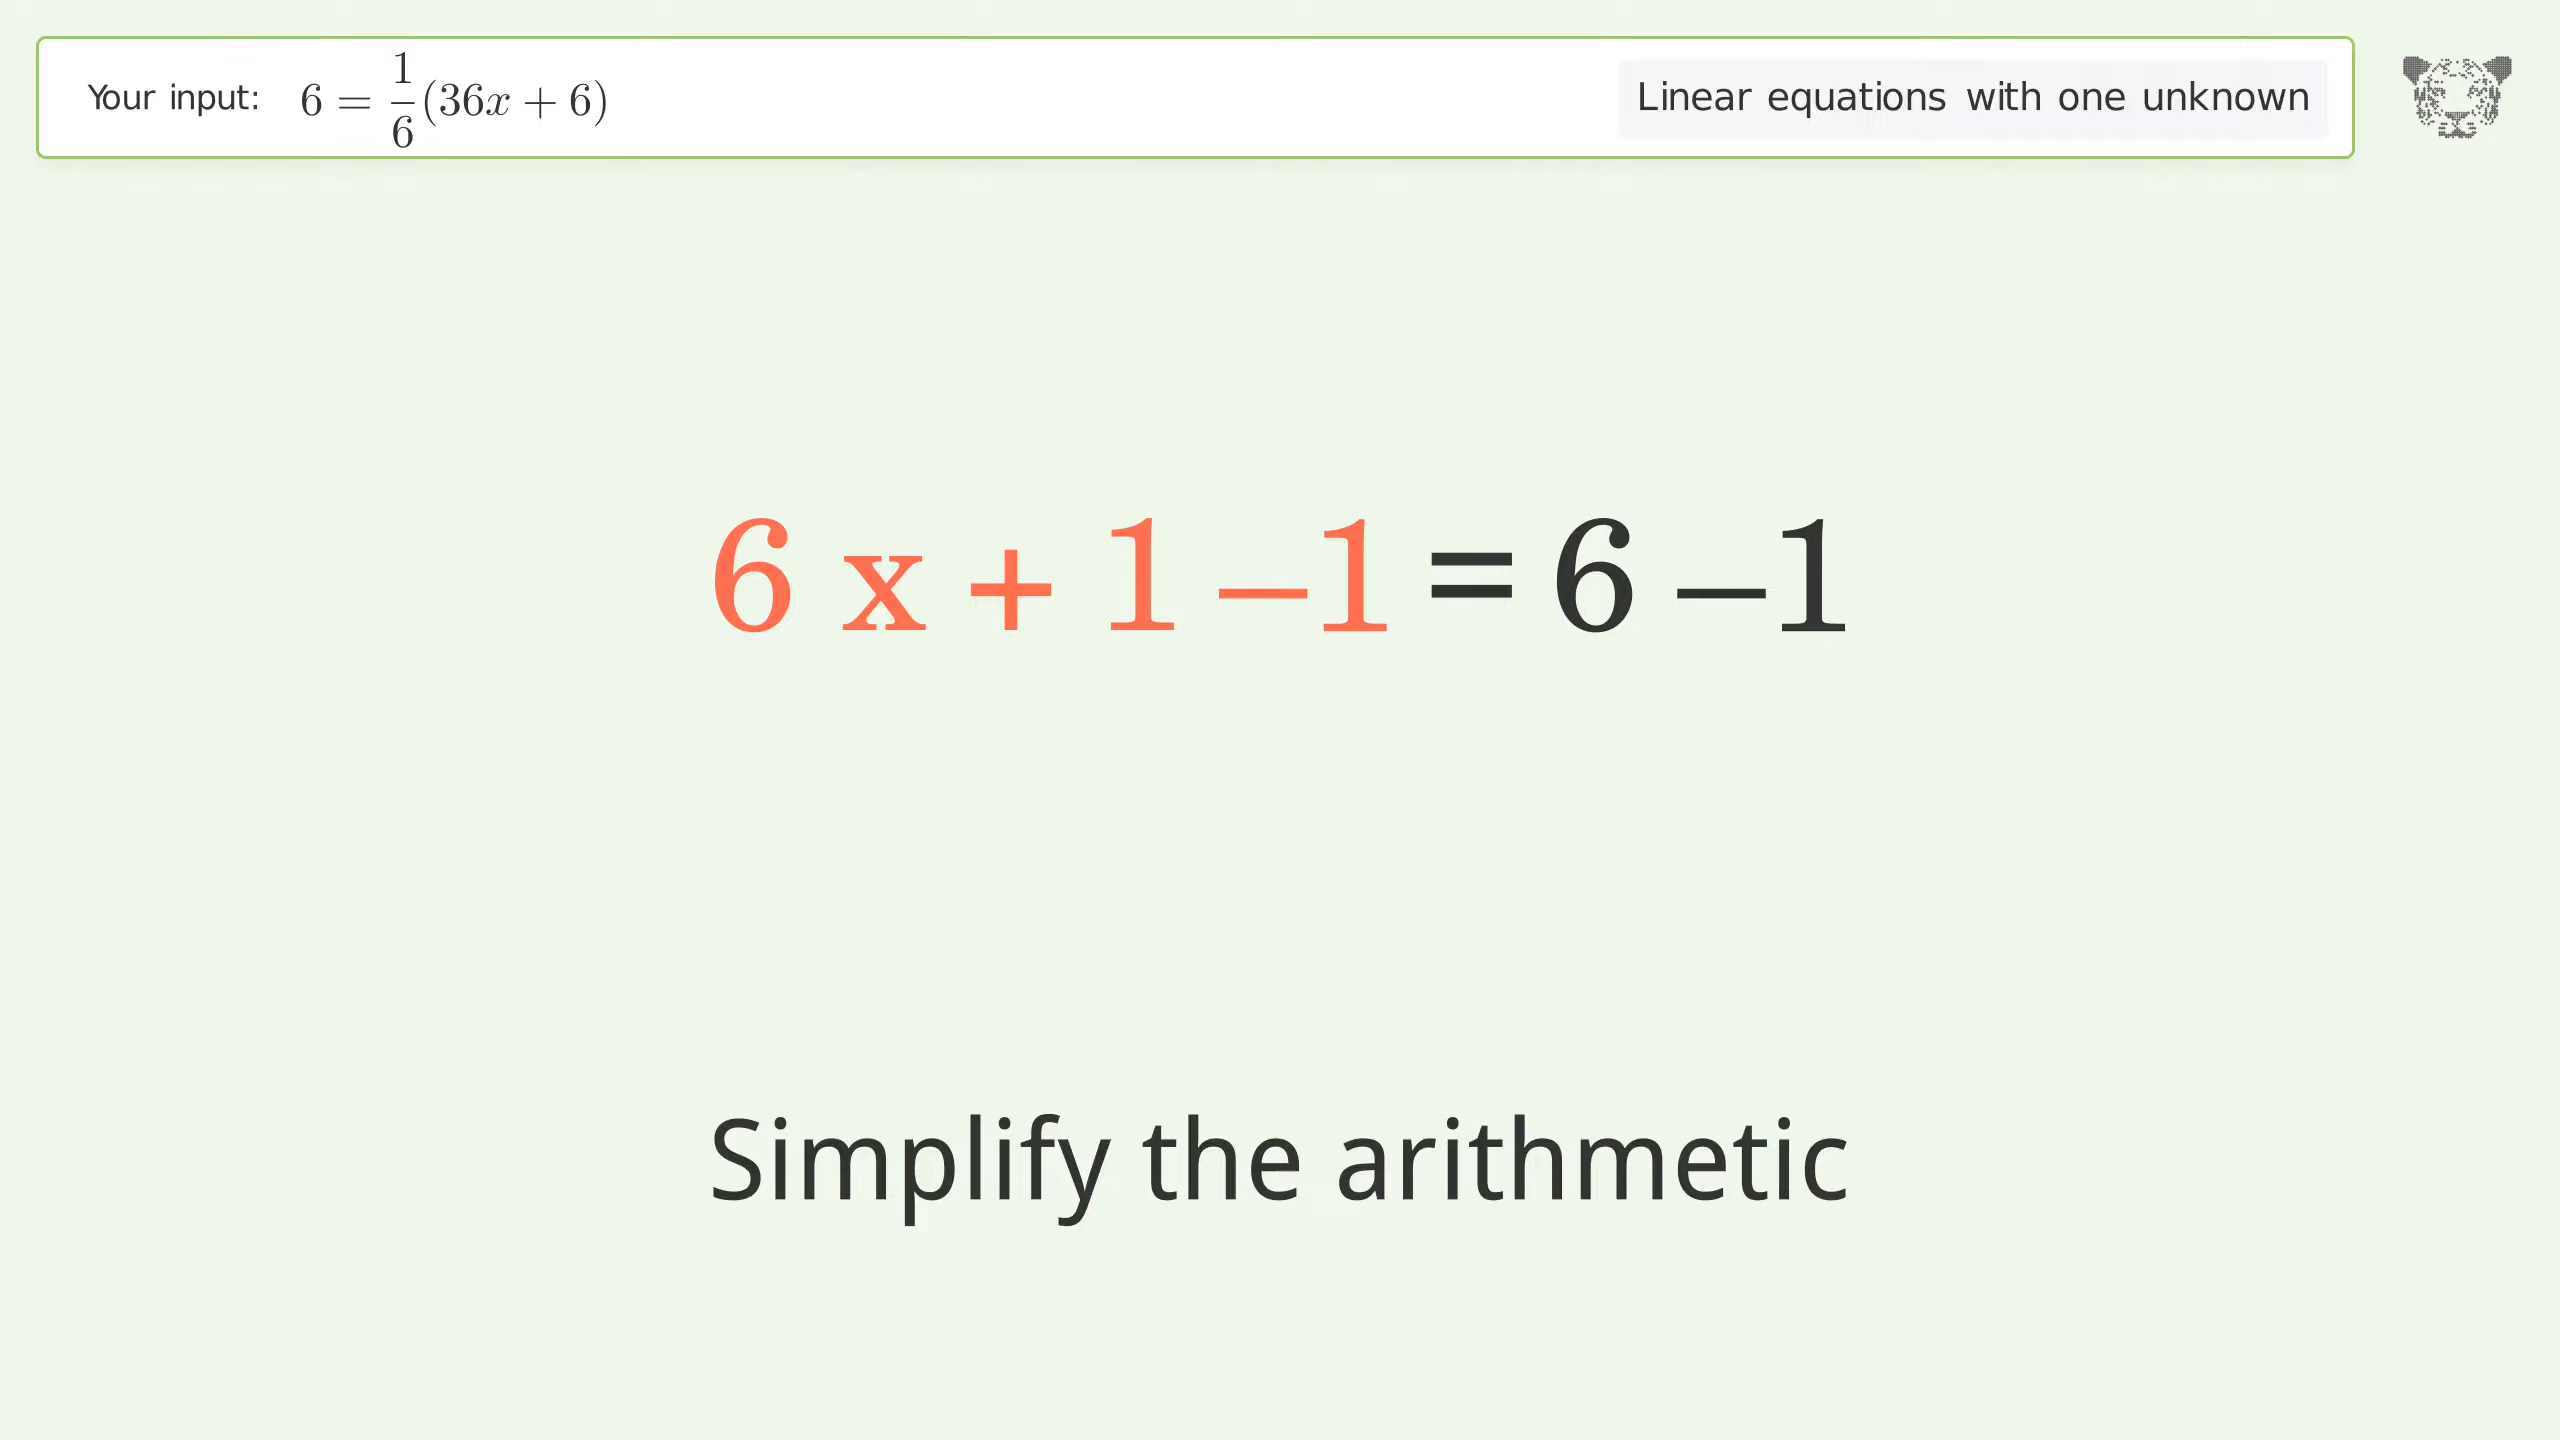 Your input: 6 = 1/6(36x + 6)
Linear equations with one unknown
6 x + 1 –1 = 6 –1
Simplify the arithmetic